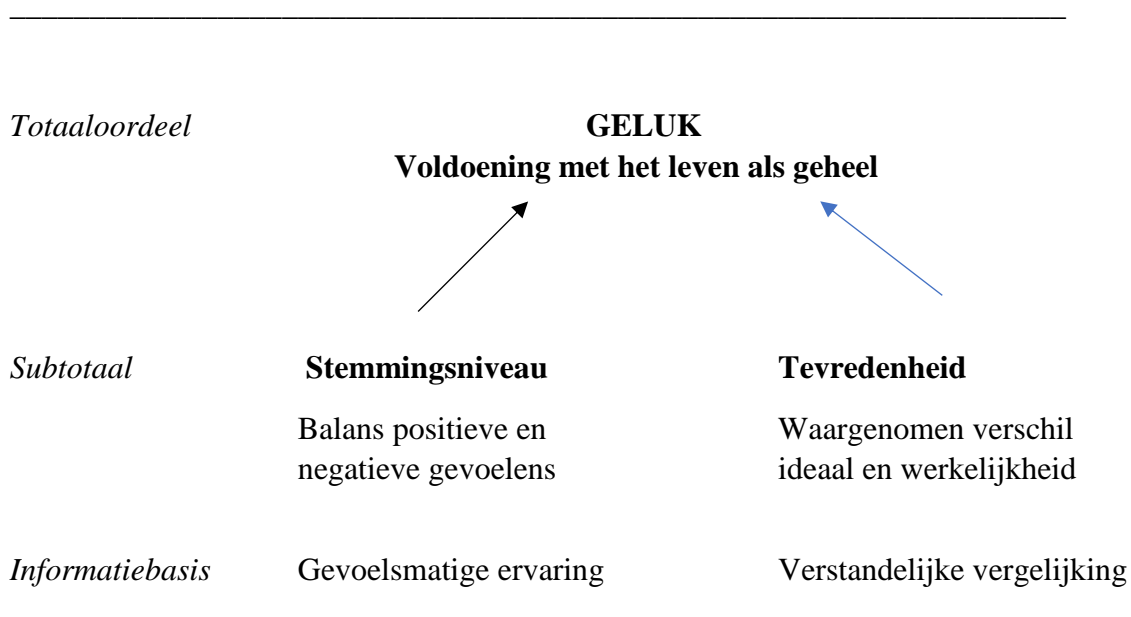 Totaaloordeel GELUK
Voldoening met het leven als geheel
Subtotaal Stemmingsniveau Tevredenheid
Balans positieve en Waargenomen verschil
negatieve gevoelens ideaal en werkelijkheid
Informatiebasis Gevoelsmatige ervaring Verstandelijke vergelijking